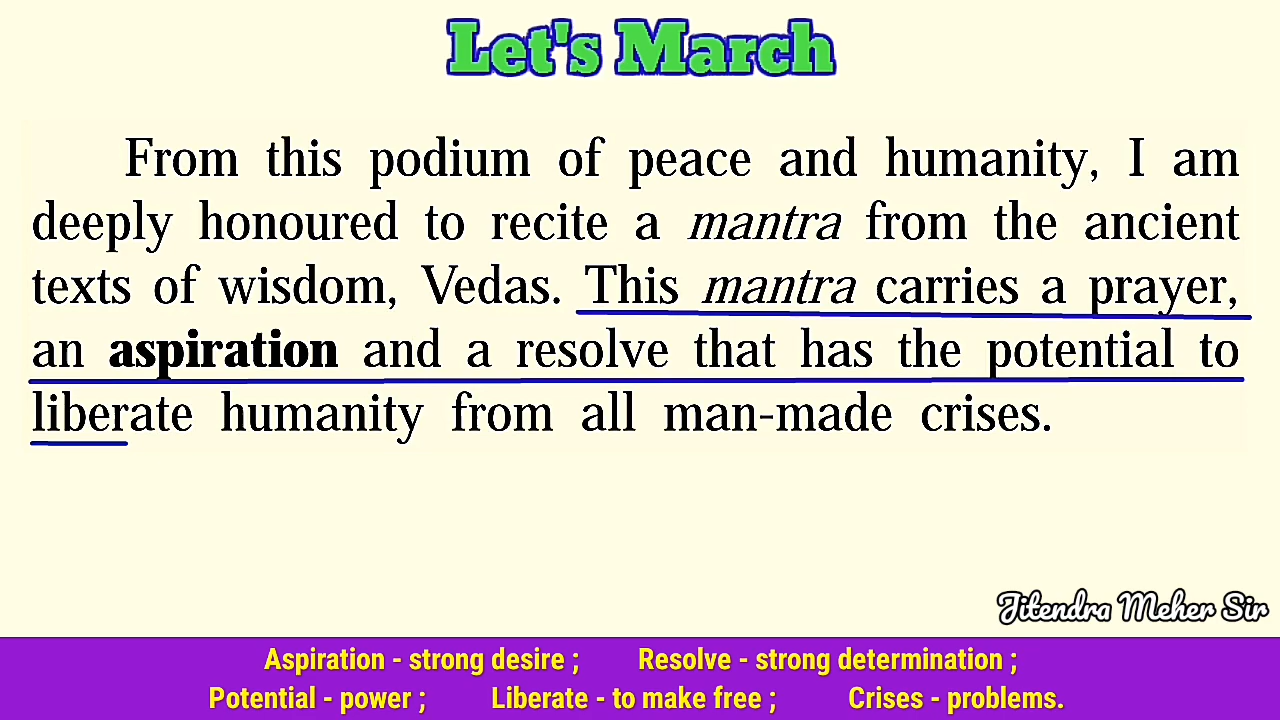 Let's March
From this podium of peace and humanity, I am
deeply honoured to recite a mantra from the ancient
texts of wisdom, Vedas. This mantra carries a prayer,
an aspiration and a resolve that has the potential to
liberate humanity from all man-made crises.
Jitendra Meher Sir
Aspiration - strong desire ; Resolve - strong determination ;
Potential - power ; Liberate - to make free ; Crises - problems.